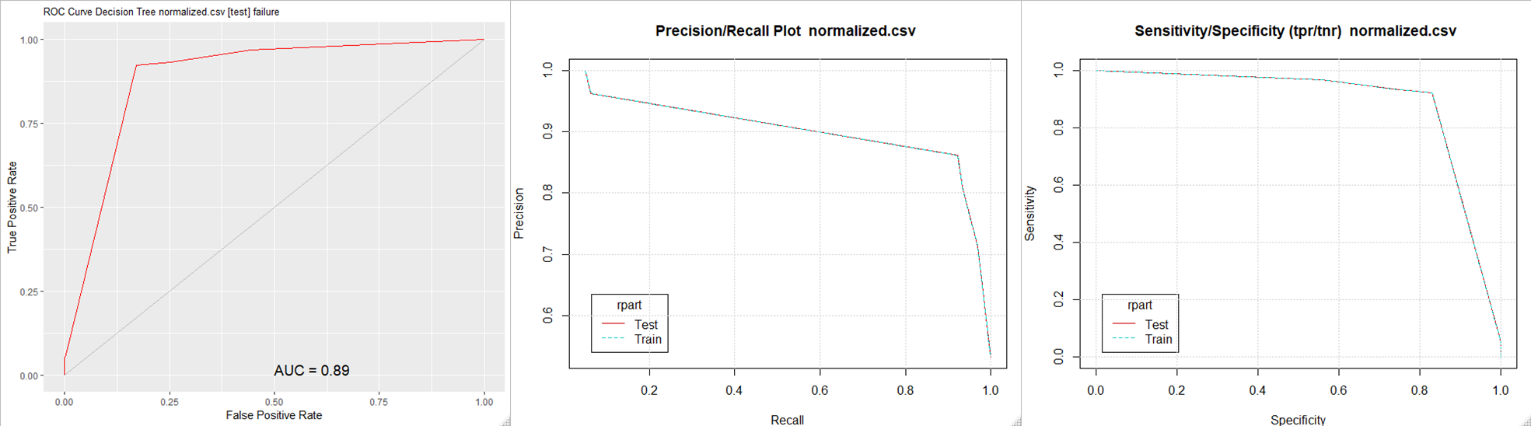 ROC Curve Decision Tree normalized.csv [test] failure
1.00
0.75
0.50
0.25
0.00
True Positive Rate
AUC = 0.89
0.00 0.25 0.50 0.75 1.00
False Positive Rate
Precision/Recall Plot normalized.csv
1.0
0.9
0.8
0.7
0.6
Precision
rpart
Test
Train
0.2 0.4 0.6 0.8 1.0
Recall
Sensitivity/Specificity (tpr/tnr) normalized.csv
1.0
0.8
0.6
0.4
0.2
0.0
Sensitivity
rpart
Test
Train
0.0 0.2 0.4 0.6 0.8 1.0
Specificity